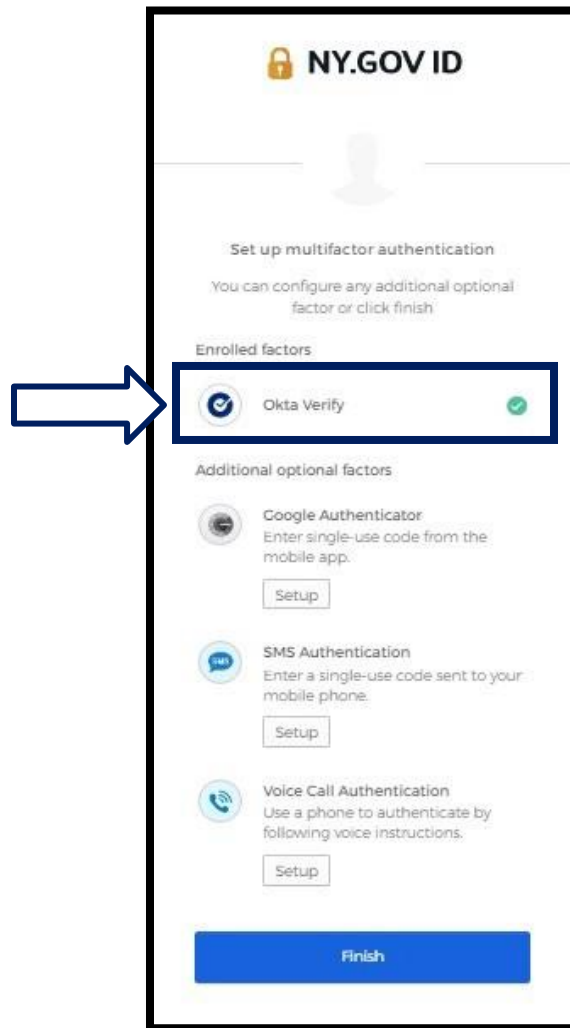 NY.GOV ID
Set up multifactor authentication
You can configure any additional optional
factor or click finish
Enrolled factors
Okta Verify
Additional optional factors
Google Authenticator
Enter single-use code from the
mobile app.
Setup
SMS
SMS Authentication
Enter a single-use code sent to your
mobile phone.
Setup
Voice Call Authentication
Use a phone to authenticate by
following voice instructions.
Setup
Finish